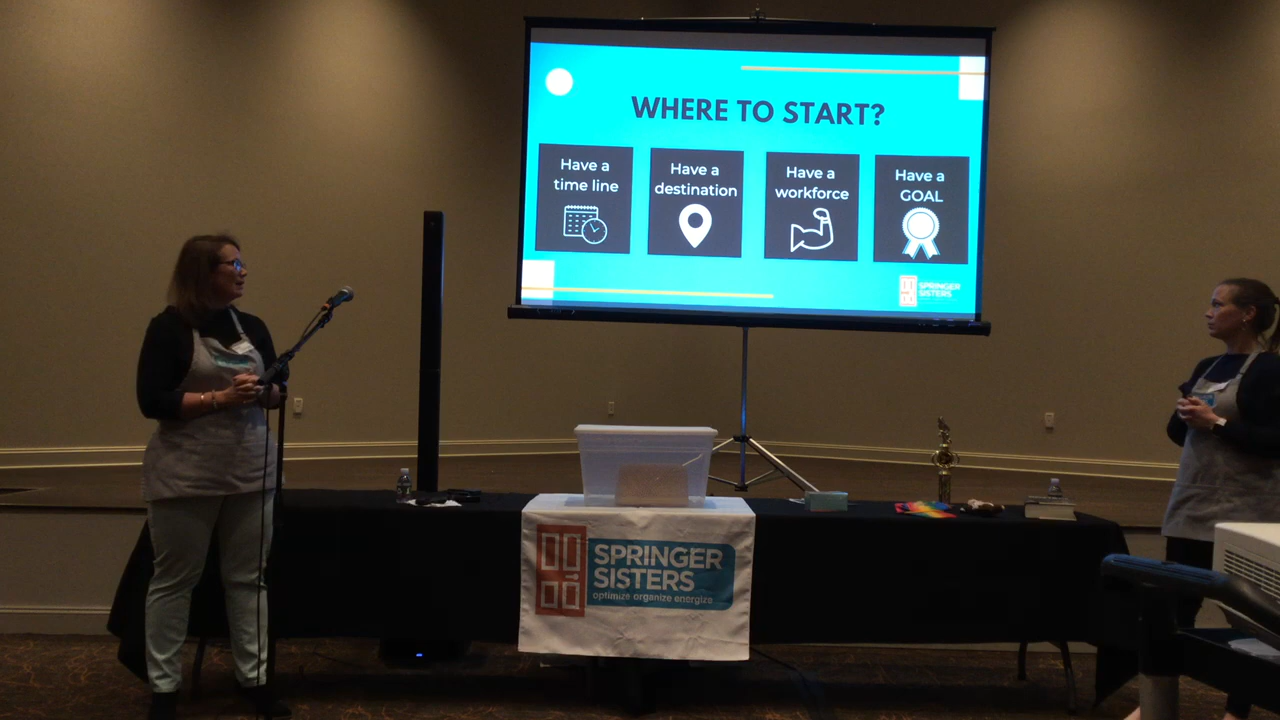 WHERE TO START?
Have a
time line
Have a
destination
Have a
workforce
Have a
GOAL
SPRINGER
SISTERS
SPRINGER
SISTERS
optimize organize energize